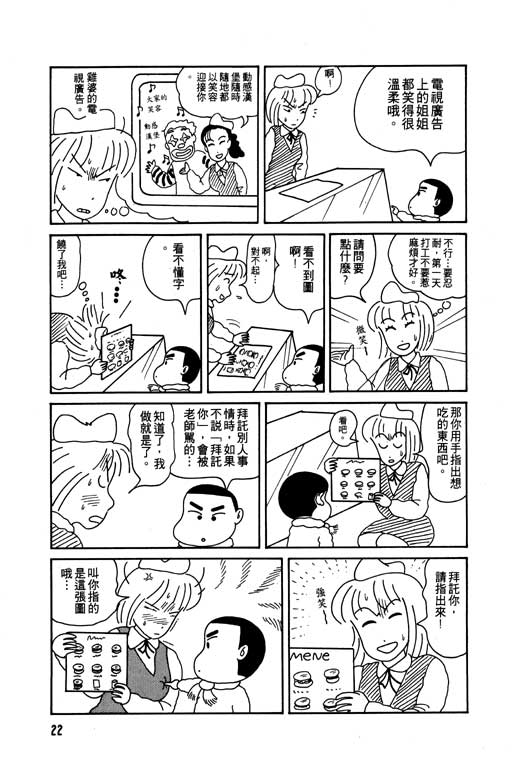 電視廣告
上的姐姐
都笑得很
溫柔哦。
啊！
動感漢
堡隨時
隨地都
以笑容
迎接你
大家的
笑容
動感
漢堡
雞婆的電
視廣告。
不行…要忍
耐，第一天
打工不要惹
麻煩才好。
請問要
點什麼？
微笑
看不到圖
啊！
啊，
對不起…
看不懂字
。
咚
饒了我吧…
那你用手指出想
吃的東西吧。
看吧。
拜託別人事
情時，如果
不說「拜託
你」，會被
老師罵的…
知道了，我
做就是了。
拜託你，
請指出來！
強笑
MENE
叫你指的
是這張圖
哦…
Menu
22